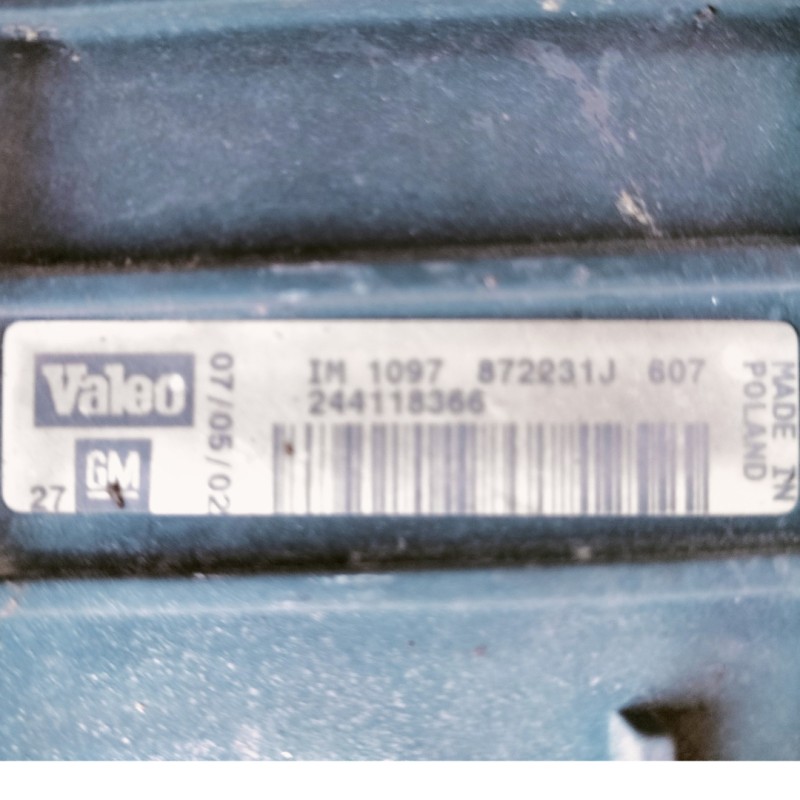 Valeo
GM
27
07/05/02
IM 1097 872231J 607
244118366
MADE IN
POLAND